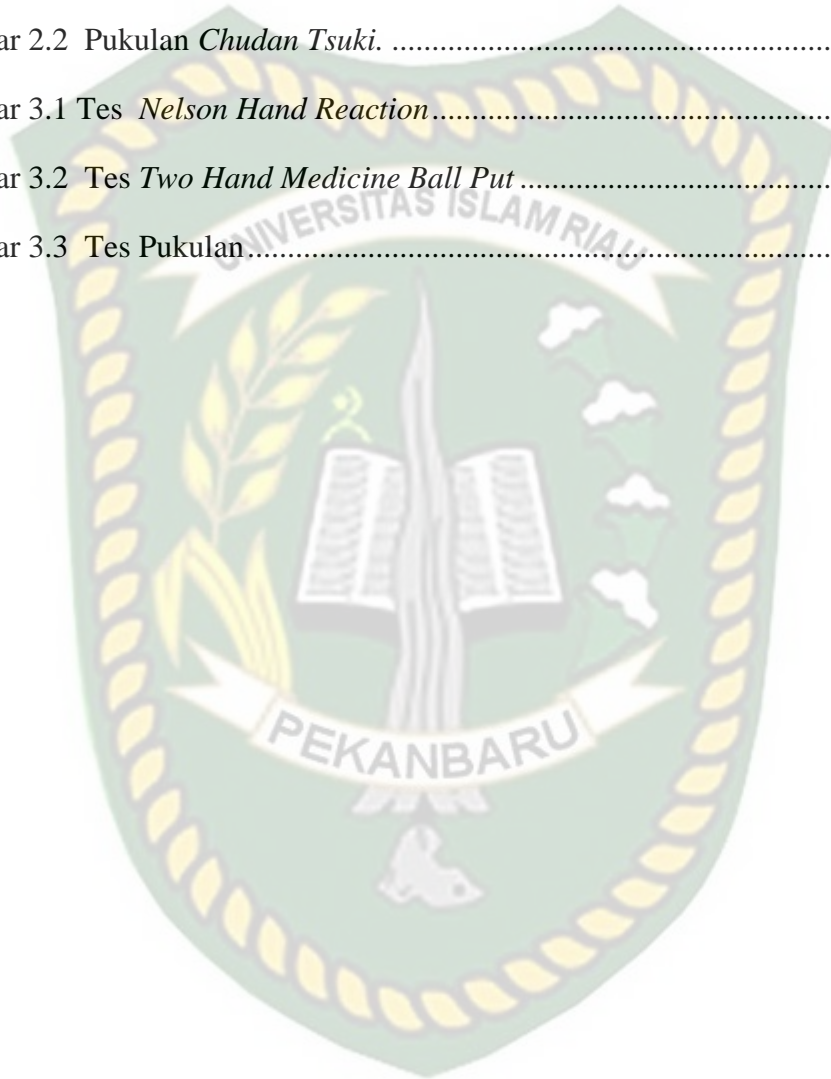 ar 2.2 Pukulan Chudan Tsuki. ........................................................
ar 3.1 Tes Nelson Hand Reaction..................................................
ar 3.2 Tes Two Hand Medicine Ball Put .......................................
ar 3.3 Tes Pukulan.........................................................................
UNIVERSITAS ISLAM RIAU
PEKANBARU